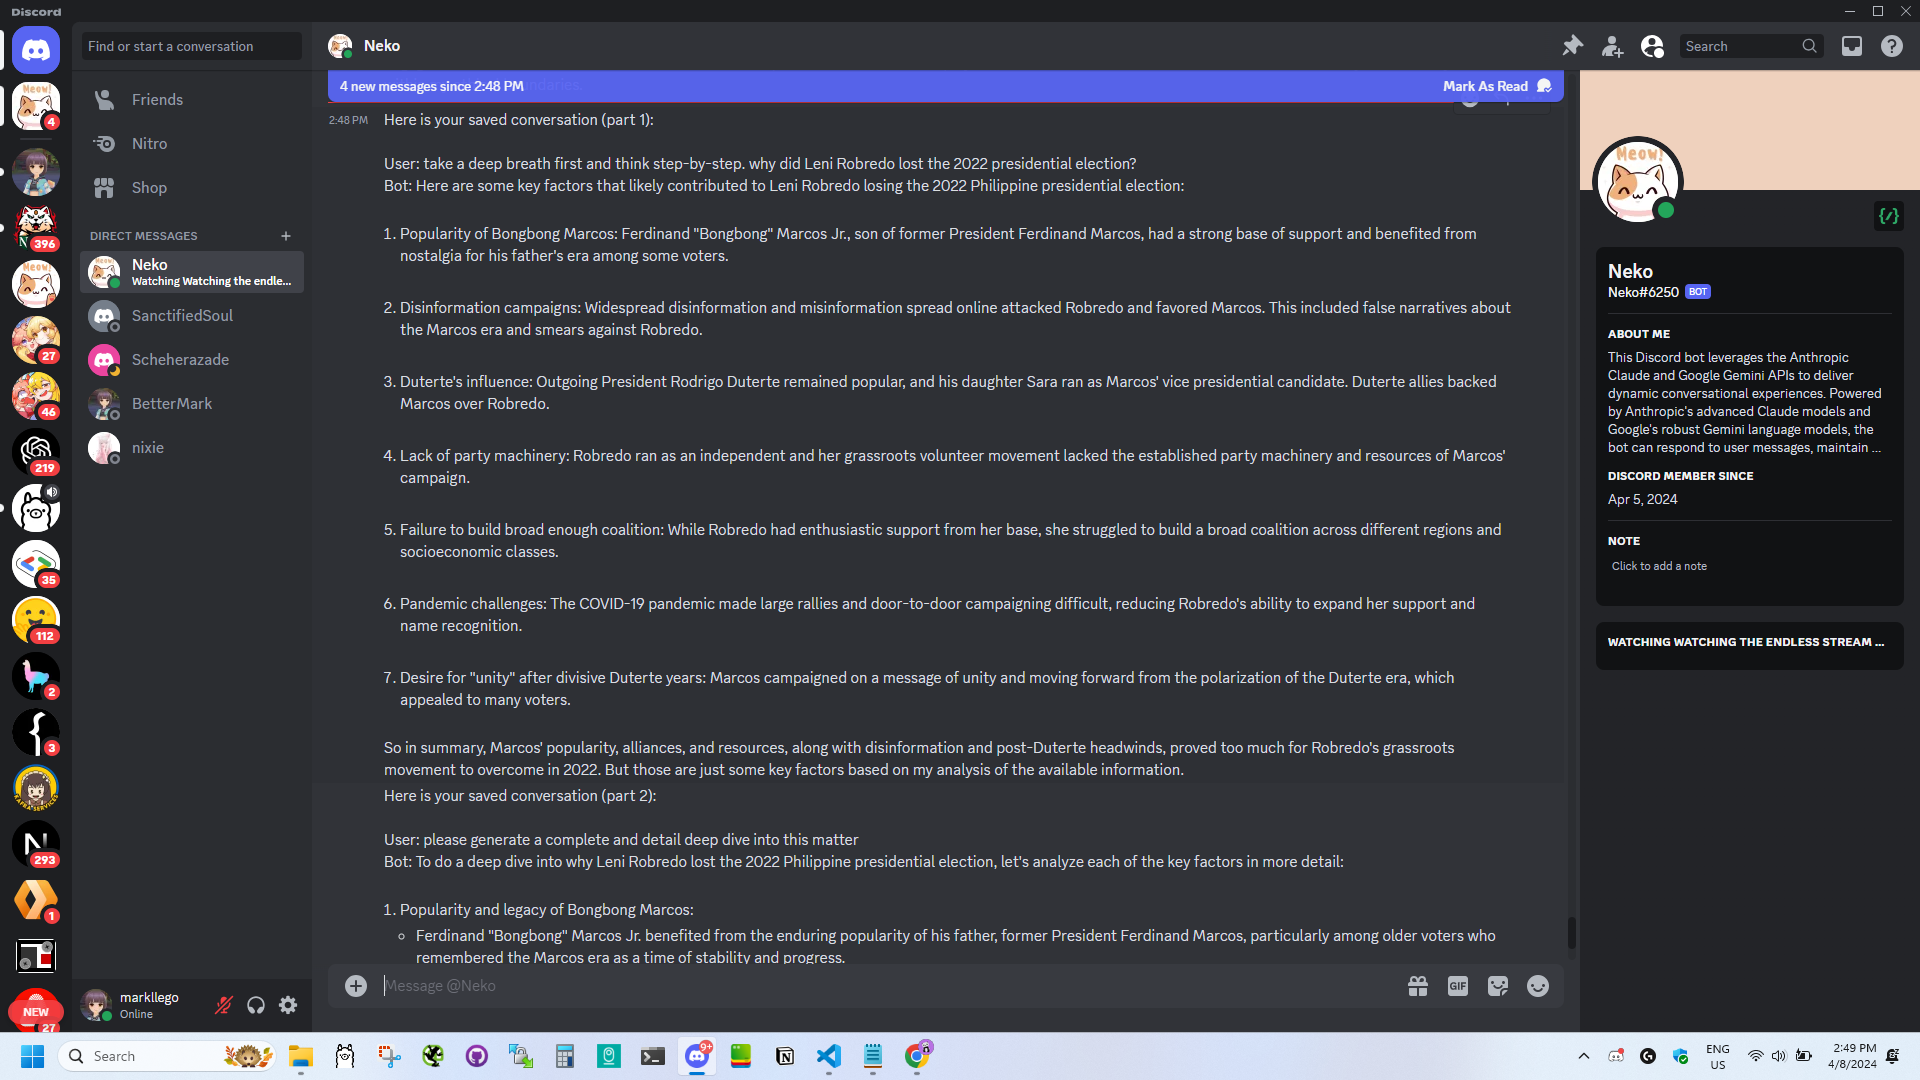 Discord
Find or start a conversation
Friends
Nitro
Shop
DIRECT MESSAGES
Neko
Watching Watching the endle...
SanctifiedSoul
Scheherazade
BetterMark
nixie
markllego
Online
Meow!
4
396
Meow!
27
46
219
35
112
2
3
293
1
NEW
27
Neko
Search
4 new messages since 2:48 PM
Mark As Read
2:48 PM
Here is your saved conversation (part 1):
User: take a deep breath first and think step-by-step. why did Leni Robredo lost the 2022 presidential election?
Bot: Here are some key factors that likely contributed to Leni Robredo losing the 2022 Philippine presidential election:
1. Popularity of Bongbong Marcos: Ferdinand "Bongbong" Marcos Jr., son of former President Ferdinand Marcos, had a strong base of support and benefited from
nostalgia for his father's era among some voters.
2. Disinformation campaigns: Widespread disinformation and misinformation spread online attacked Robredo and favored Marcos. This included false narratives about
the Marcos era and smears against Robredo.
3. Duterte's influence: Outgoing President Rodrigo Duterte remained popular, and his daughter Sara ran as Marcos' vice presidential candidate. Duterte allies backed
Marcos over Robredo.
4. Lack of party machinery: Robredo ran as an independent and her grassroots volunteer movement lacked the established party machinery and resources of Marcos'
campaign.
5. Failure to build broad enough coalition: While Robredo had enthusiastic support from her base, she struggled to build a broad coalition across different regions and
socioeconomic classes.
6. Pandemic challenges: The COVID-19 pandemic made large rallies and door-to-door campaigning difficult, reducing Robredo's ability to expand her support and
name recognition.
7. Desire for "unity" after divisive Duterte years: Marcos campaigned on a message of unity and moving forward from the polarization of the Duterte era, which
appealed to many voters.
So in summary, Marcos' popularity, alliances, and resources, along with disinformation and post-Duterte headwinds, proved too much for Robredo's grassroots
movement to overcome in 2022. But those are just some key factors based on my analysis of the available information.
Here is your saved conversation (part 2):
User: please generate a complete and detail deep dive into this matter
Bot: To do a deep dive into why Leni Robredo lost the 2022 Philippine presidential election, let's analyze each of the key factors in more detail:
1. Popularity and legacy of Bongbong Marcos:
Ferdinand "Bongbong" Marcos Jr. benefited from the enduring popularity of his father, former President Ferdinand Marcos, particularly among older voters who
remembered the Marcos era as a time of stability and progress.
Message @Neko
GIF
Meow!
Neko
Neko#6250 BOT
ABOUT ME
This Discord bot leverages the Anthropic
Claude and Google Gemini APIs to deliver
dynamic conversational experiences. Powered
by Anthropic's advanced Claude models and
Google's robust Gemini language models, the
bot can respond to user messages, maintain ...
DISCORD MEMBER SINCE
Apr 5, 2024
NOTE
Click to add a note
WATCHING WATCHING THE ENDLESS STREAM ...
Search
9+
ENG
US
2:49 PM
4/8/2024